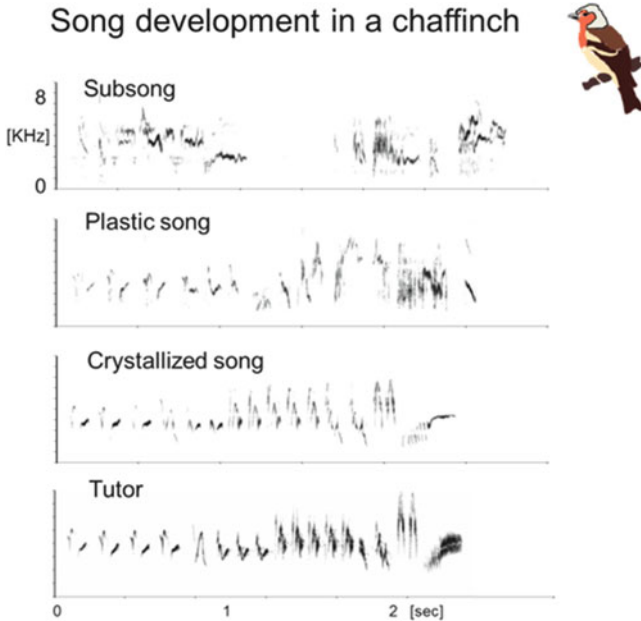 Song development in a chaffinch
Subsong
8
[KHz]
0
Plastic song
Crystallized song
Tutor
0 1 2 [sec]